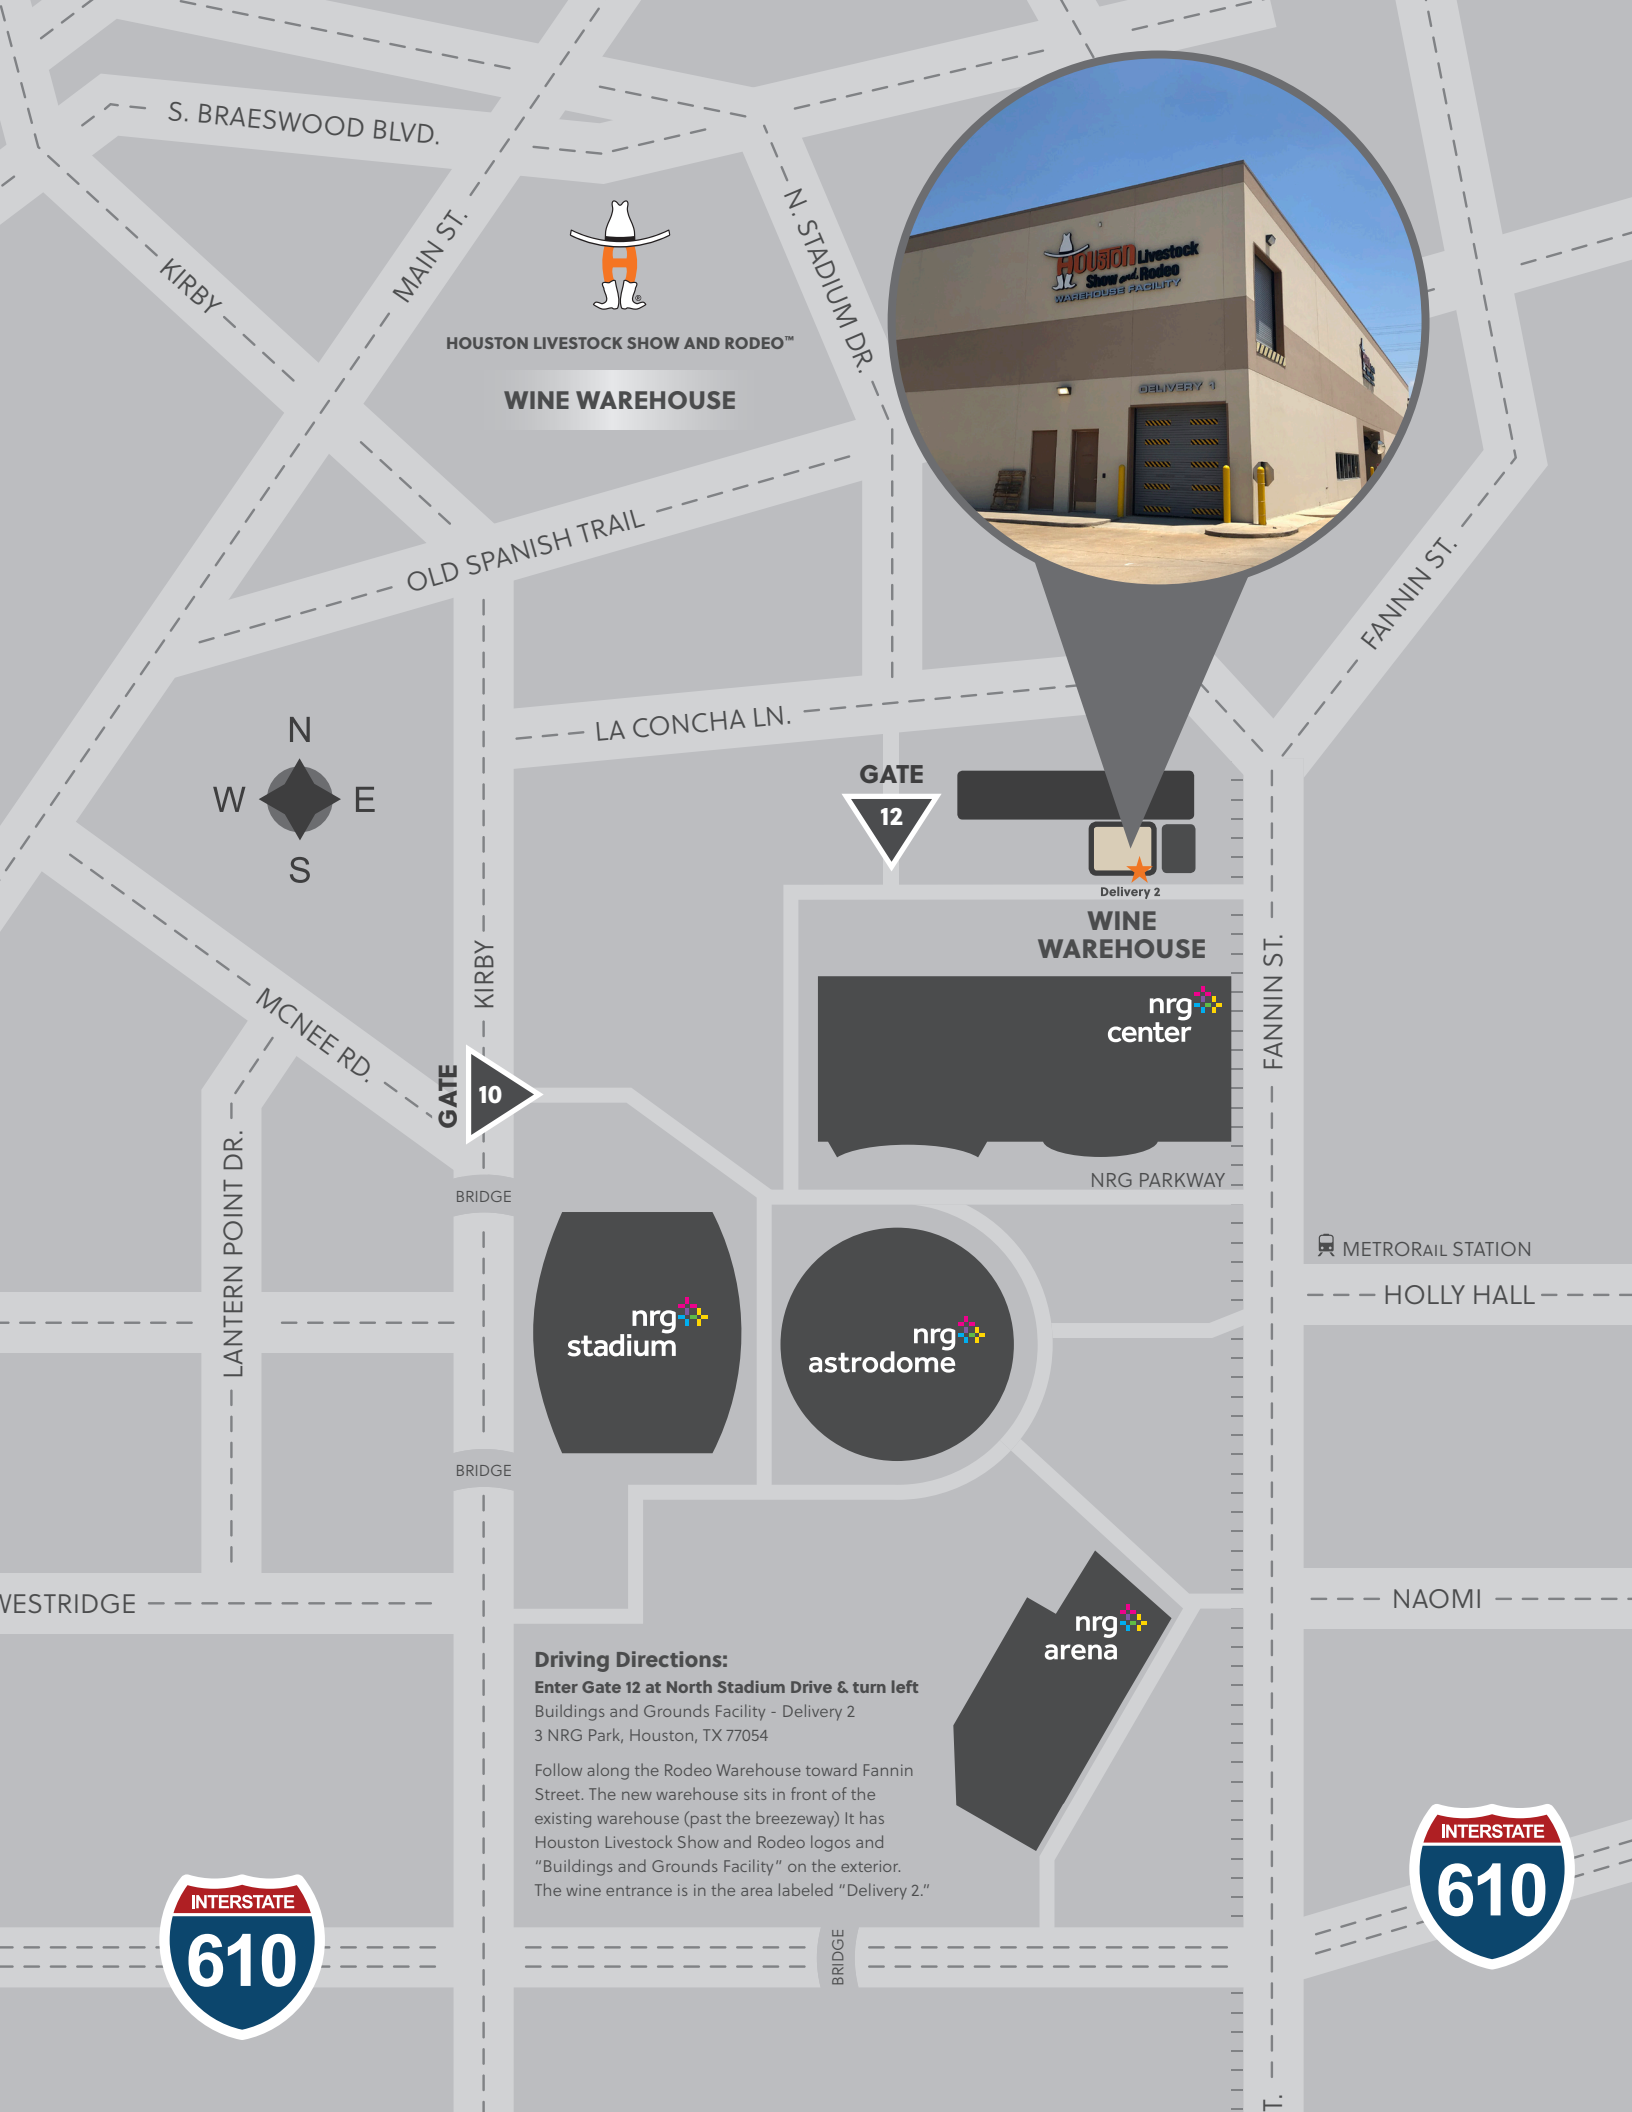 S. BRAESWOOD BLVD.
MAIN ST.
KIRBY
N. STADIUM DR.
H
®
HOUSTON LIVESTOCK SHOW AND RODEO™
WINE WAREHOUSE
HOUSTON Livestock
Show and Rodeo
WAREHOUSE FACILITY
DELIVERY 1
OLD SPANISH TRAIL
FANNIN ST.
LA CONCHA LN.
N
W E
S
GATE
12
Delivery 2
WINE
WAREHOUSE
KIRBY
FANNIN ST.
MCNEE RD.
GATE
10
nrg
center
LANTERN POINT DR.
BRIDGE
NRG PARKWAY
METRORAIL STATION
HOLLY HALL
nrg
stadium
nrg
astrodome
BRIDGE
WESTRIDGE
NAOMI
nrg
arena
Driving Directions:
Enter Gate 12 at North Stadium Drive & turn left
Buildings and Grounds Facility - Delivery 2
3 NRG Park, Houston, TX 77054
Follow along the Rodeo Warehouse toward Fannin
Street. The new warehouse sits in front of the
existing warehouse (past the breezeway) It has
Houston Livestock Show and Rodeo logos and
“Buildings and Grounds Facility” on the exterior.
The wine entrance is in the area labeled “Delivery 2.”
INTERSTATE
610
INTERSTATE
610
BRIDGE
T.